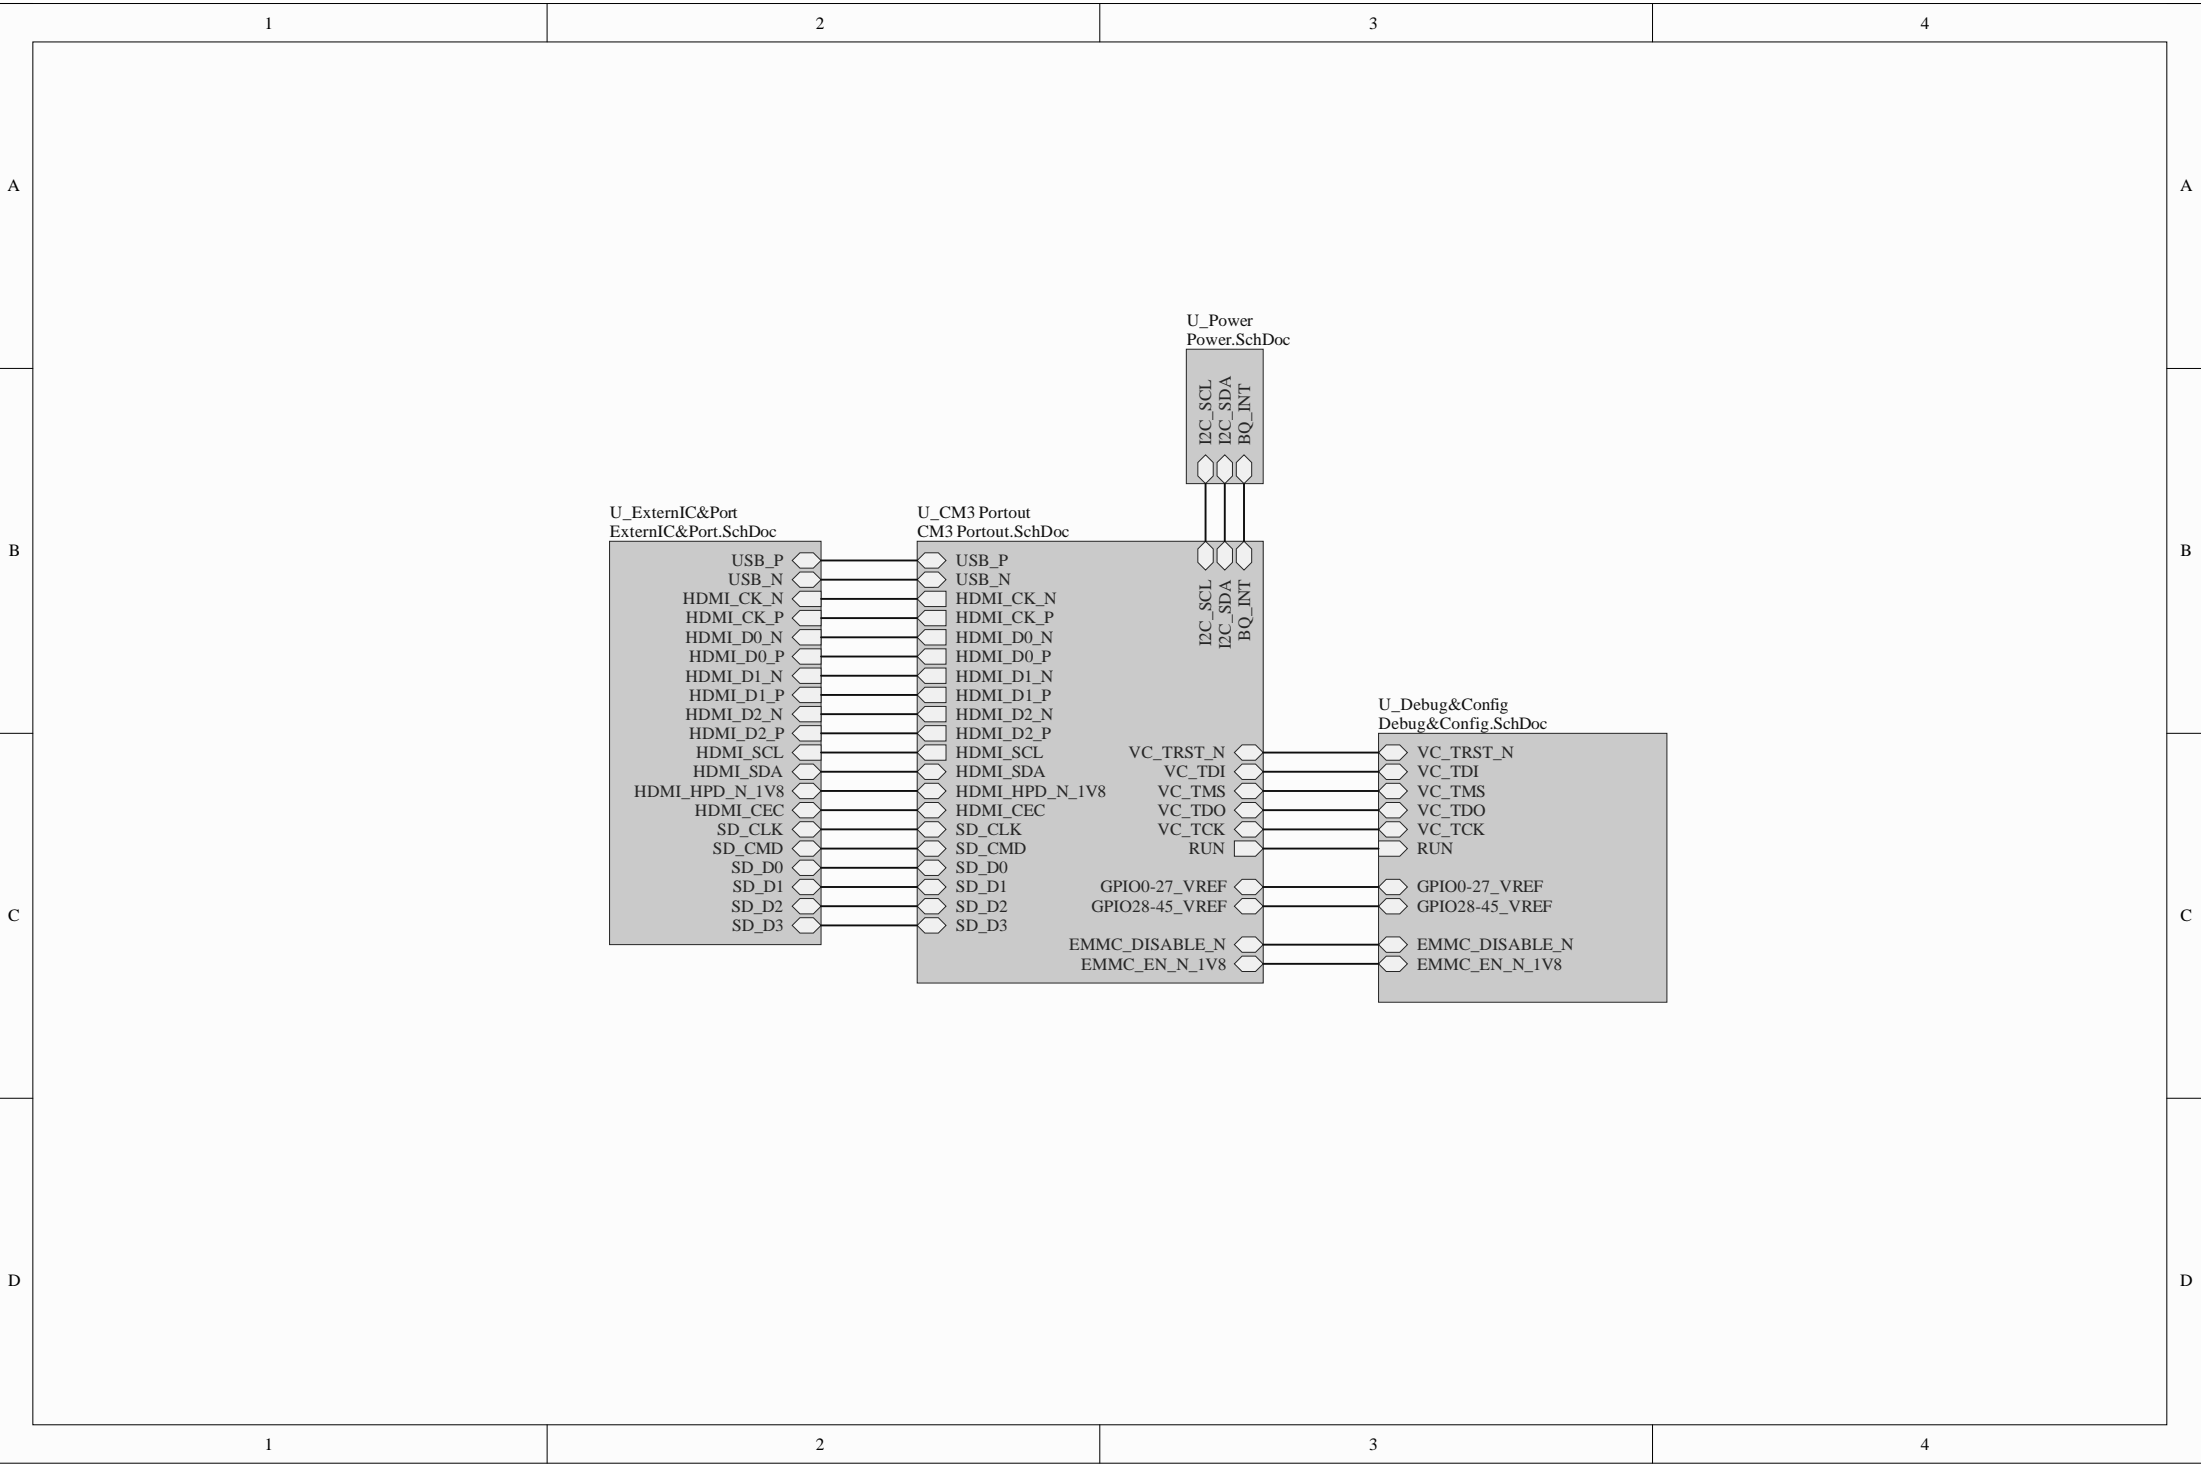 1 2 3 4
A A
U_Power
Power.SchDoc
I2C_SCL
I2C_SDA
BQ_INT
B B
U_ExternIC&Port
ExternIC&Port.SchDoc
USB_P
USB_N
HDMI_CK_N
HDMI_CK_P
HDMI_D0_N
HDMI_D0_P
HDMI_D1_N
HDMI_D1_P
HDMI_D2_N
HDMI_D2_P
HDMI_SCL
HDMI_SDA
HDMI_HPD_N_1V8
HDMI_CEC
SD_CLK
SD_CMD
SD_D0
SD_D1
SD_D2
SD_D3
U_CM3 Portout
CM3 Portout.SchDoc
USB_P
USB_N
HDMI_CK_N
HDMI_CK_P
HDMI_D0_N
HDMI_D0_P
HDMI_D1_N
HDMI_D1_P
HDMI_D2_N
HDMI_D2_P
HDMI_SCL
HDMI_SDA
HDMI_HPD_N_1V8
HDMI_CEC
SD_CLK
SD_CMD
SD_D0
SD_D1
SD_D2
SD_D3
I2C_SCL
I2C_SDA
BQ_INT
VC_TRST_N
VC_TDI
VC_TMS
VC_TDO
VC_TCK
RUN
GPIO0-27_VREF
GPIO28-45_VREF
EMMC_DISABLE_N
EMMC_EN_N_1V8
U_Debug&Config
Debug&Config.SchDoc
VC_TRST_N
VC_TDI
VC_TMS
VC_TDO
VC_TCK
RUN
GPIO0-27_VREF
GPIO28-45_VREF
EMMC_DISABLE_N
EMMC_EN_N_1V8
C C
D D
1 2 3 4